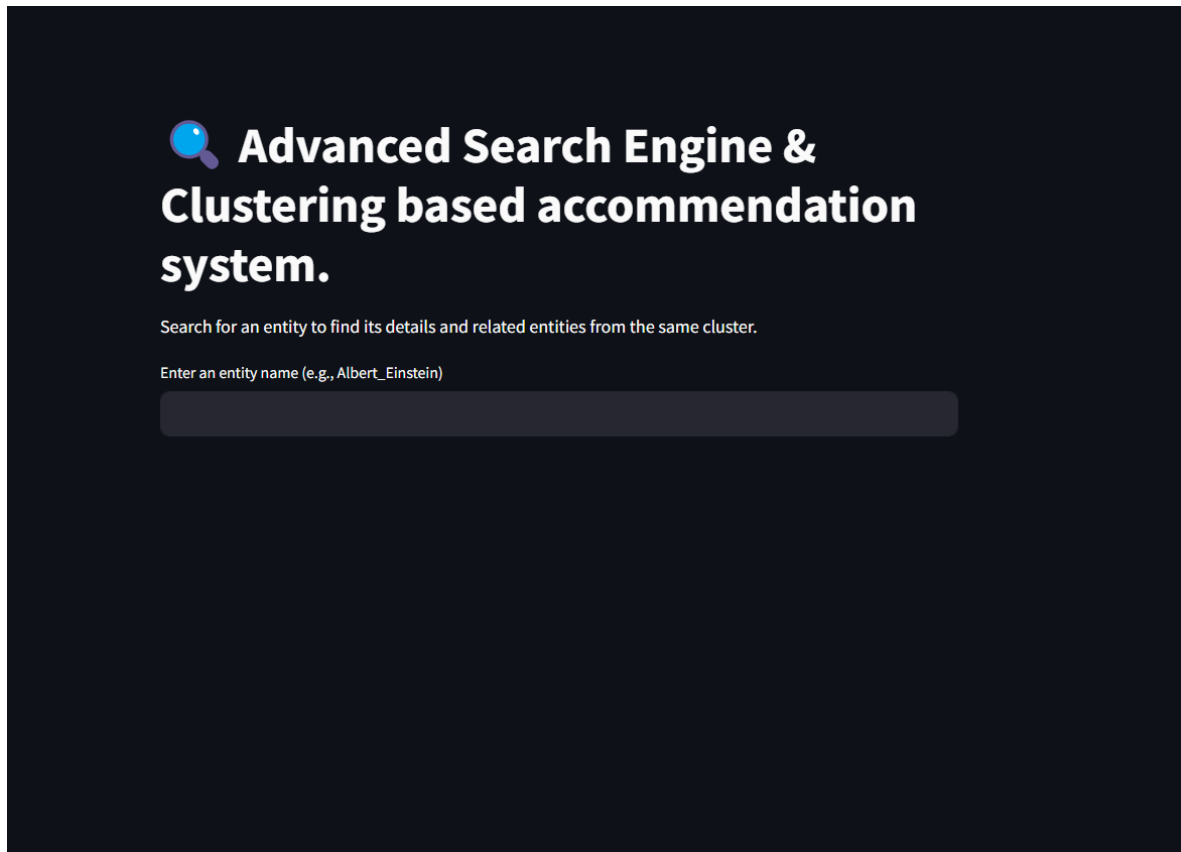 Advanced Search Engine &
Clustering based accommendation
system.
Search for an entity to find its details and related entities from the same cluster.
Enter an entity name (e.g., Albert_Einstein)